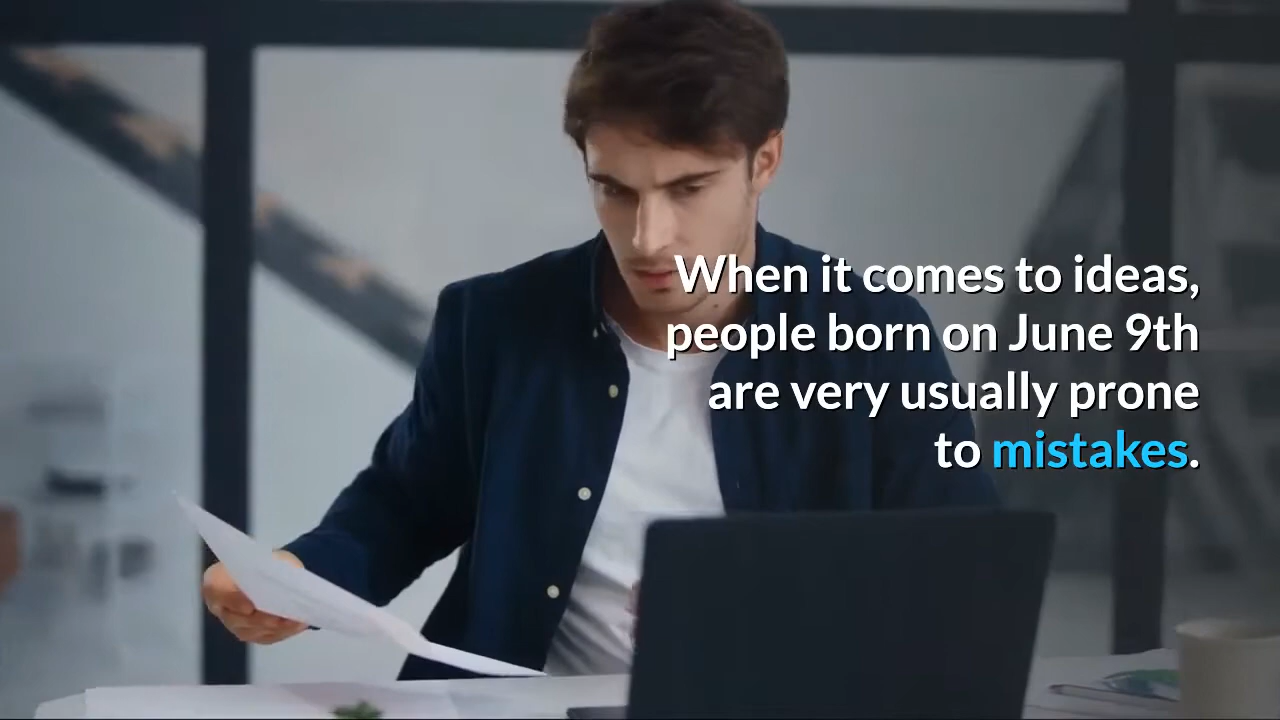 When it comes to ideas,
people born on June 9th
are very usually prone
to mistakes.